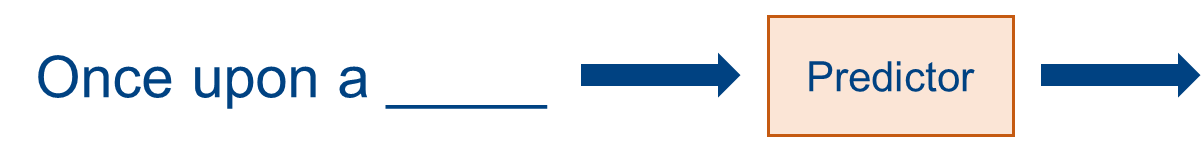 Once upon a _____ Predictor